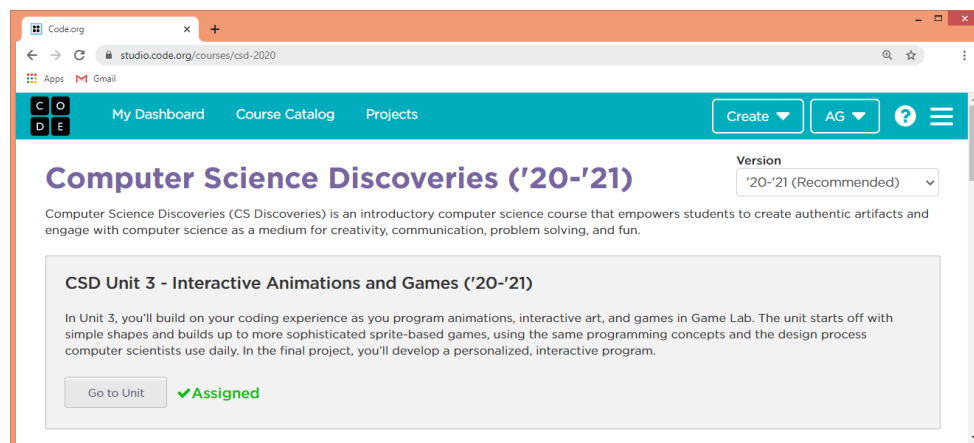 Code.org
studio.code.org/courses/csd-2020
Apps Gmail
CODE My Dashboard Course Catalog Projects Create AG ?
Version
Computer Science Discoveries ('20-'21) '20-'21 (Recommended)
Computer Science Discoveries (CS Discoveries) is an introductory computer science course that empowers students to create authentic artifacts and
engage with computer science as a medium for creativity, communication, problem solving, and fun.
CSD Unit 3 - Interactive Animations and Games ('20-'21)
In Unit 3, you'll build on your coding experience as you program animations, interactive art, and games in Game Lab. The unit starts off with
simple shapes and builds up to more sophisticated sprite-based games, using the same programming concepts and the design process
computer scientists use daily. In the final project, you'll develop a personalized, interactive program.
Go to Unit Assigned